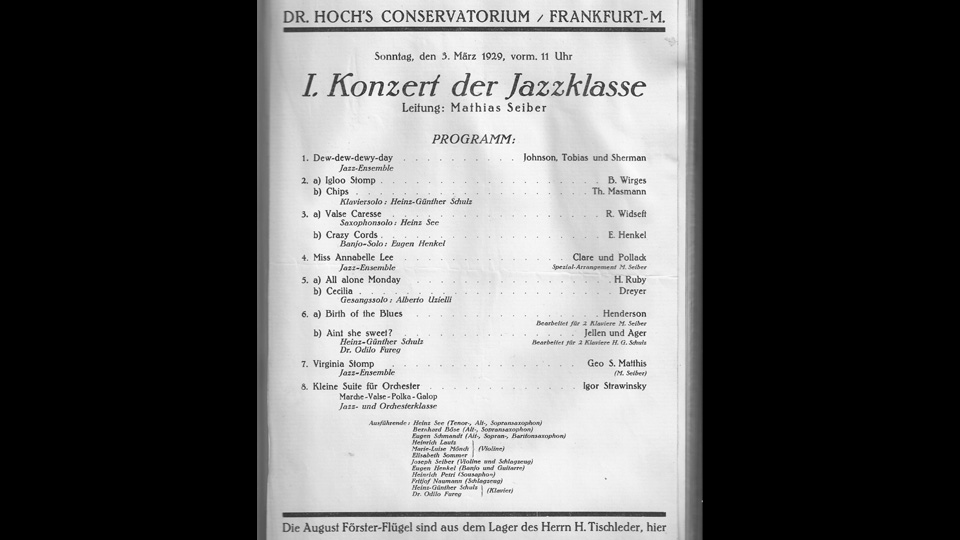 DR. HOCH'S CONSERVATORIUM / FRANKFURT-M.
Sonntag, den 3. März 1929, vorm. 11 Uhr
I. Konzert der Jazzklasse
Leitung: Mathias Seiber
PROGRAMM:
1. Dew-dew-dewy-day . . . . . . . . . . Johnson, Tobias und Sherman
Jazz-Ensemble
2. a) Igloo Stomp . . . . . . . . . . B. Wirges
b) Chips . . . . . . . . . . Th. Masmann
Klaviersolo: Heinz-Günther Schulz
3. a) Valse Caresse . . . . . . . . . . R. Widseft
Saxophonsolo: Heinz See
b) Crazy Cords . . . . . . . . . . E. Henkel
Banjo-Solo: Eugen Henkel
4. Miss Annabelle Lee . . . . . . . . . . Clare und Pollack
Jazz-Ensemble Spezial-Arrangement M. Seiber
5. a) All alone Monday . . . . . . . . . . H. Ruby
b) Cecilia . . . . . . . . . . Dreyer
Gesangssolo: Alberto Uzielli
6. a) Birth of the Blues . . . . . . . . . . Henderson
Bearbeitet für 2 Klaviere M. Seiber
b) Aint she sweet? . . . . . . . . . . Jellen und Ager
Heinz-Günther Schulz Bearbeitet für 2 Klaviere H. G. Schulz
Dr. Odilo Fureg
7. Virginia Stomp . . . . . . . . . . Geo S. Matthis
Jazz-Ensemble (M. Seiber)
8. Kleine Suite für Orchester . . . . . . . . . . Igor Strawinsky
Marche-Valse-Polka-Galop
Jazz- und Orchesterklasse
Ausführende: Heinz See (Tenor-, Alt-, Sopransaxophon)
Bernhard Böse (Alt-, Sopransaxophon)
Eugen Schmandt (Alt-, Sopran-, Baritonsaxophon)
Heinrich Lauts
Marie-Luise Mönch (Violine)
Elisabeth Sommer
Joseph Seiber (Violine und Schlagzeug)
Eugen Henkel (Banjo und Guitarre)
Heinrich Petri (Sousaphon)
Fritjof Naumann (Schlagzeug)
Heinz-Günther Schulz (Klavier)
Dr. Odilo Fureg
Die August Förster-Flügel sind aus dem Lager des Herrn H. Tischleder, hier